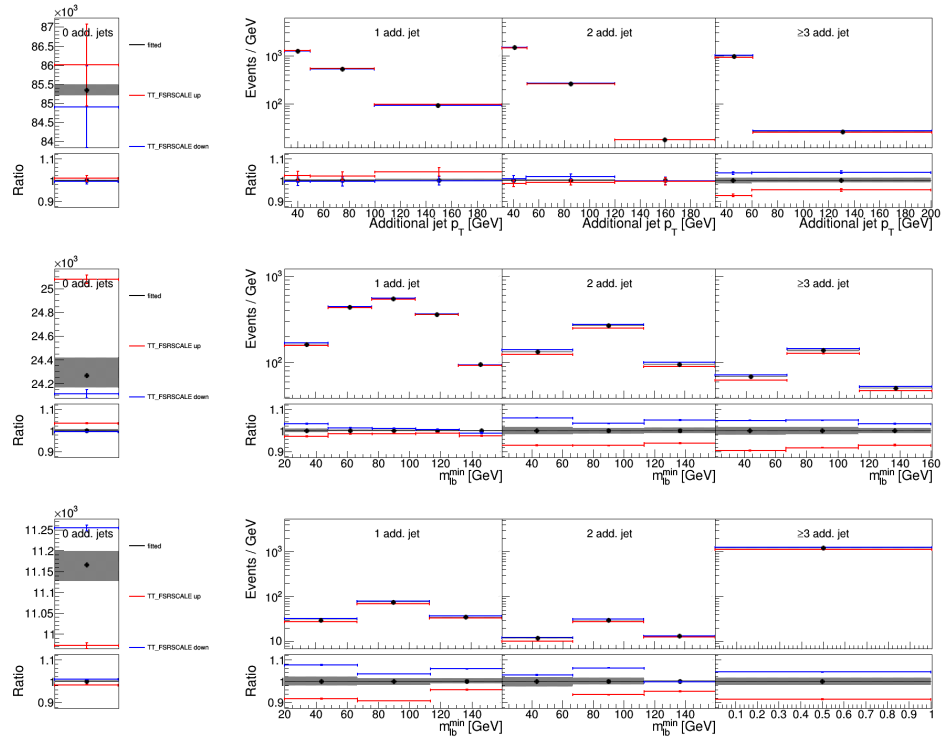 ×10³
0 add. jets
87
86.5
86
85.5
85
84.5
84
fitted
TT_FSRSCALE up
TT_FSRSCALE down
Ratio
1.1
1
0.9
Events / GeV
10³
10²
1 add. jet
2 add. jet
≥3 add. jet
Ratio
1.1
1
0.9
40 60 80 100 120 140 160 180
40 60 80 100 120 140 160 180
40 60 80 100 120 140 160 180 200
Additional jet p_T [GeV]
Additional jet p_T [GeV]
Additional jet p_T [GeV]
×10³
0 add. jets
25
24.8
24.6
24.4
24.2
fitted
TT_FSRSCALE up
TT_FSRSCALE down
Ratio
1.1
1
0.9
Events / GeV
10³
10²
1 add. jet
2 add. jet
≥3 add. jet
Ratio
1.1
1
0.9
20 40 60 80 100 120 140
40 60 80 100 120 140
40 60 80 100 120 140 160
m_lb^min [GeV]
m_lb^min [GeV]
m_lb^min [GeV]
×10³
0 add. jets
11.25
11.2
11.15
11.1
11.05
11
fitted
TT_FSRSCALE up
TT_FSRSCALE down
Ratio
1.1
1
0.9
Events / GeV
10³
10²
10
1 add. jet
2 add. jet
≥3 add. jet
Ratio
1.1
1
0.9
20 40 60 80 100 120 140
40 60 80 100 120 140
0.1 0.2 0.3 0.4 0.5 0.6 0.7 0.8 0.9 1
m_lb^min [GeV]
m_lb^min [GeV]